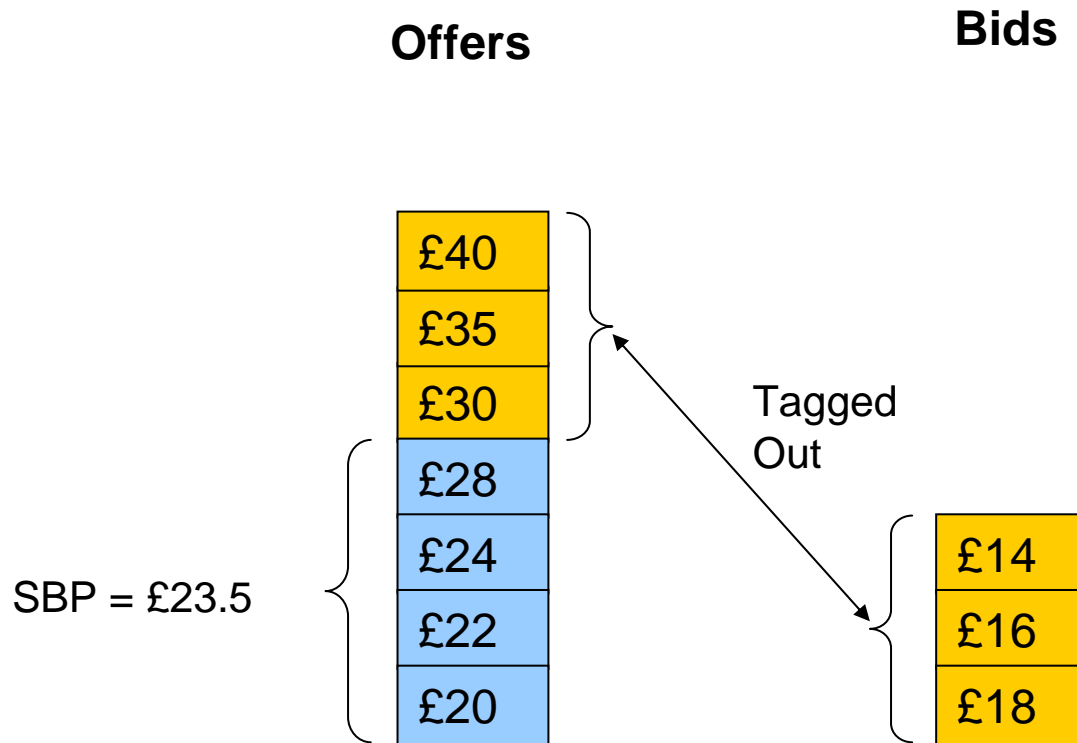 Offers
Bids
£40
£35
£30
Tagged
Out
£28
£24
£14
SBP = £23.5
£22
£16
£20
£18